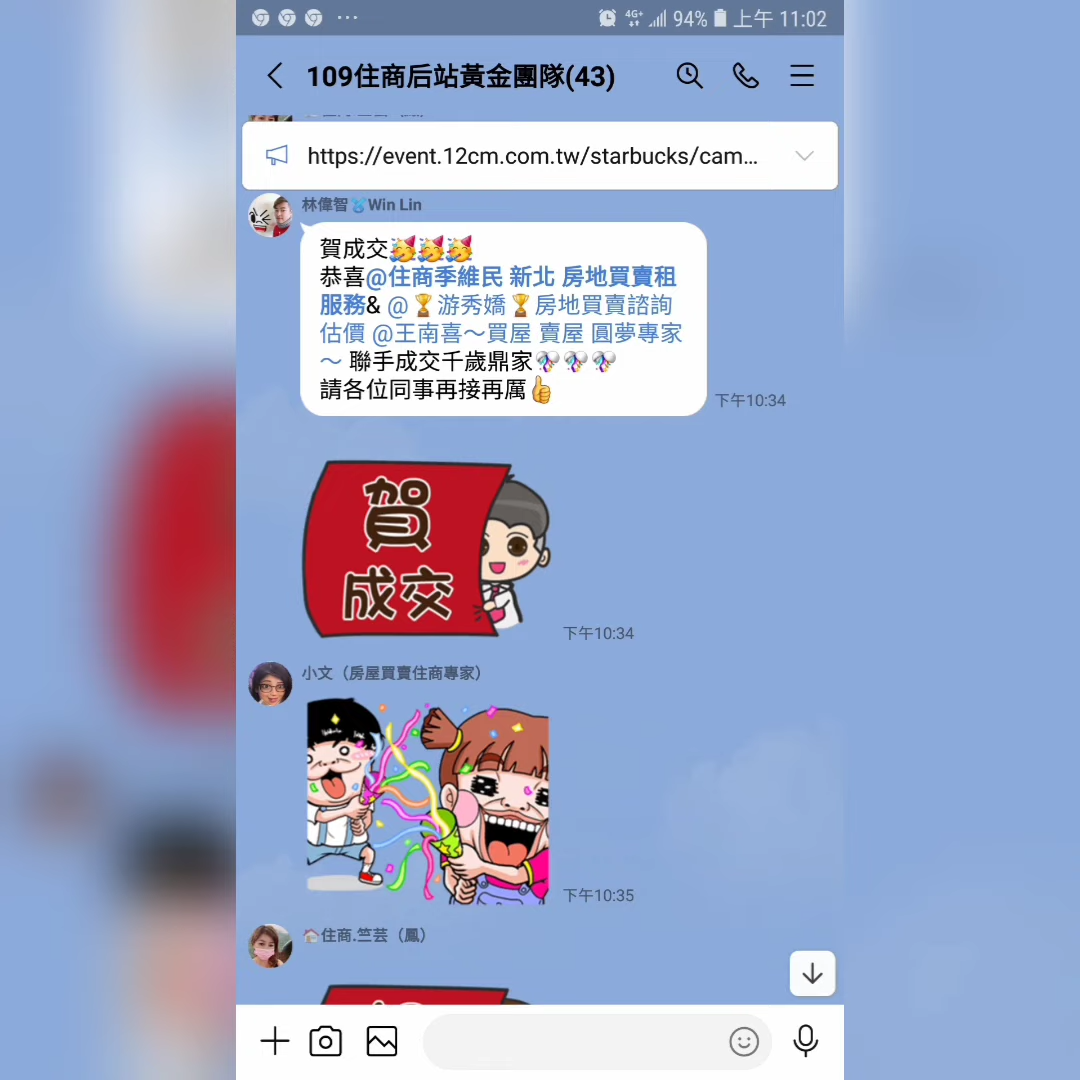 4G+ 94% 上午 11:02
109住商后站黃金團隊(43)
https://event.12cm.com.tw/starbucks/cam...
林偉智 Win Lin
賀成交🥳🥳🥳
恭喜@住商季維民 新北 房地買賣租
服務& @🏆游秀嬌🏆房地買賣諮詢
估價 @王南喜～買屋 賣屋 圓夢專家
～ 聯手成交千歲鼎家🎊🎊🎊
請各位同事再接再厲👍
下午10:34
賀
成交
下午10:34
小文（房屋買賣住商專家）
下午10:35
🏠住商.竺芸（鳳）